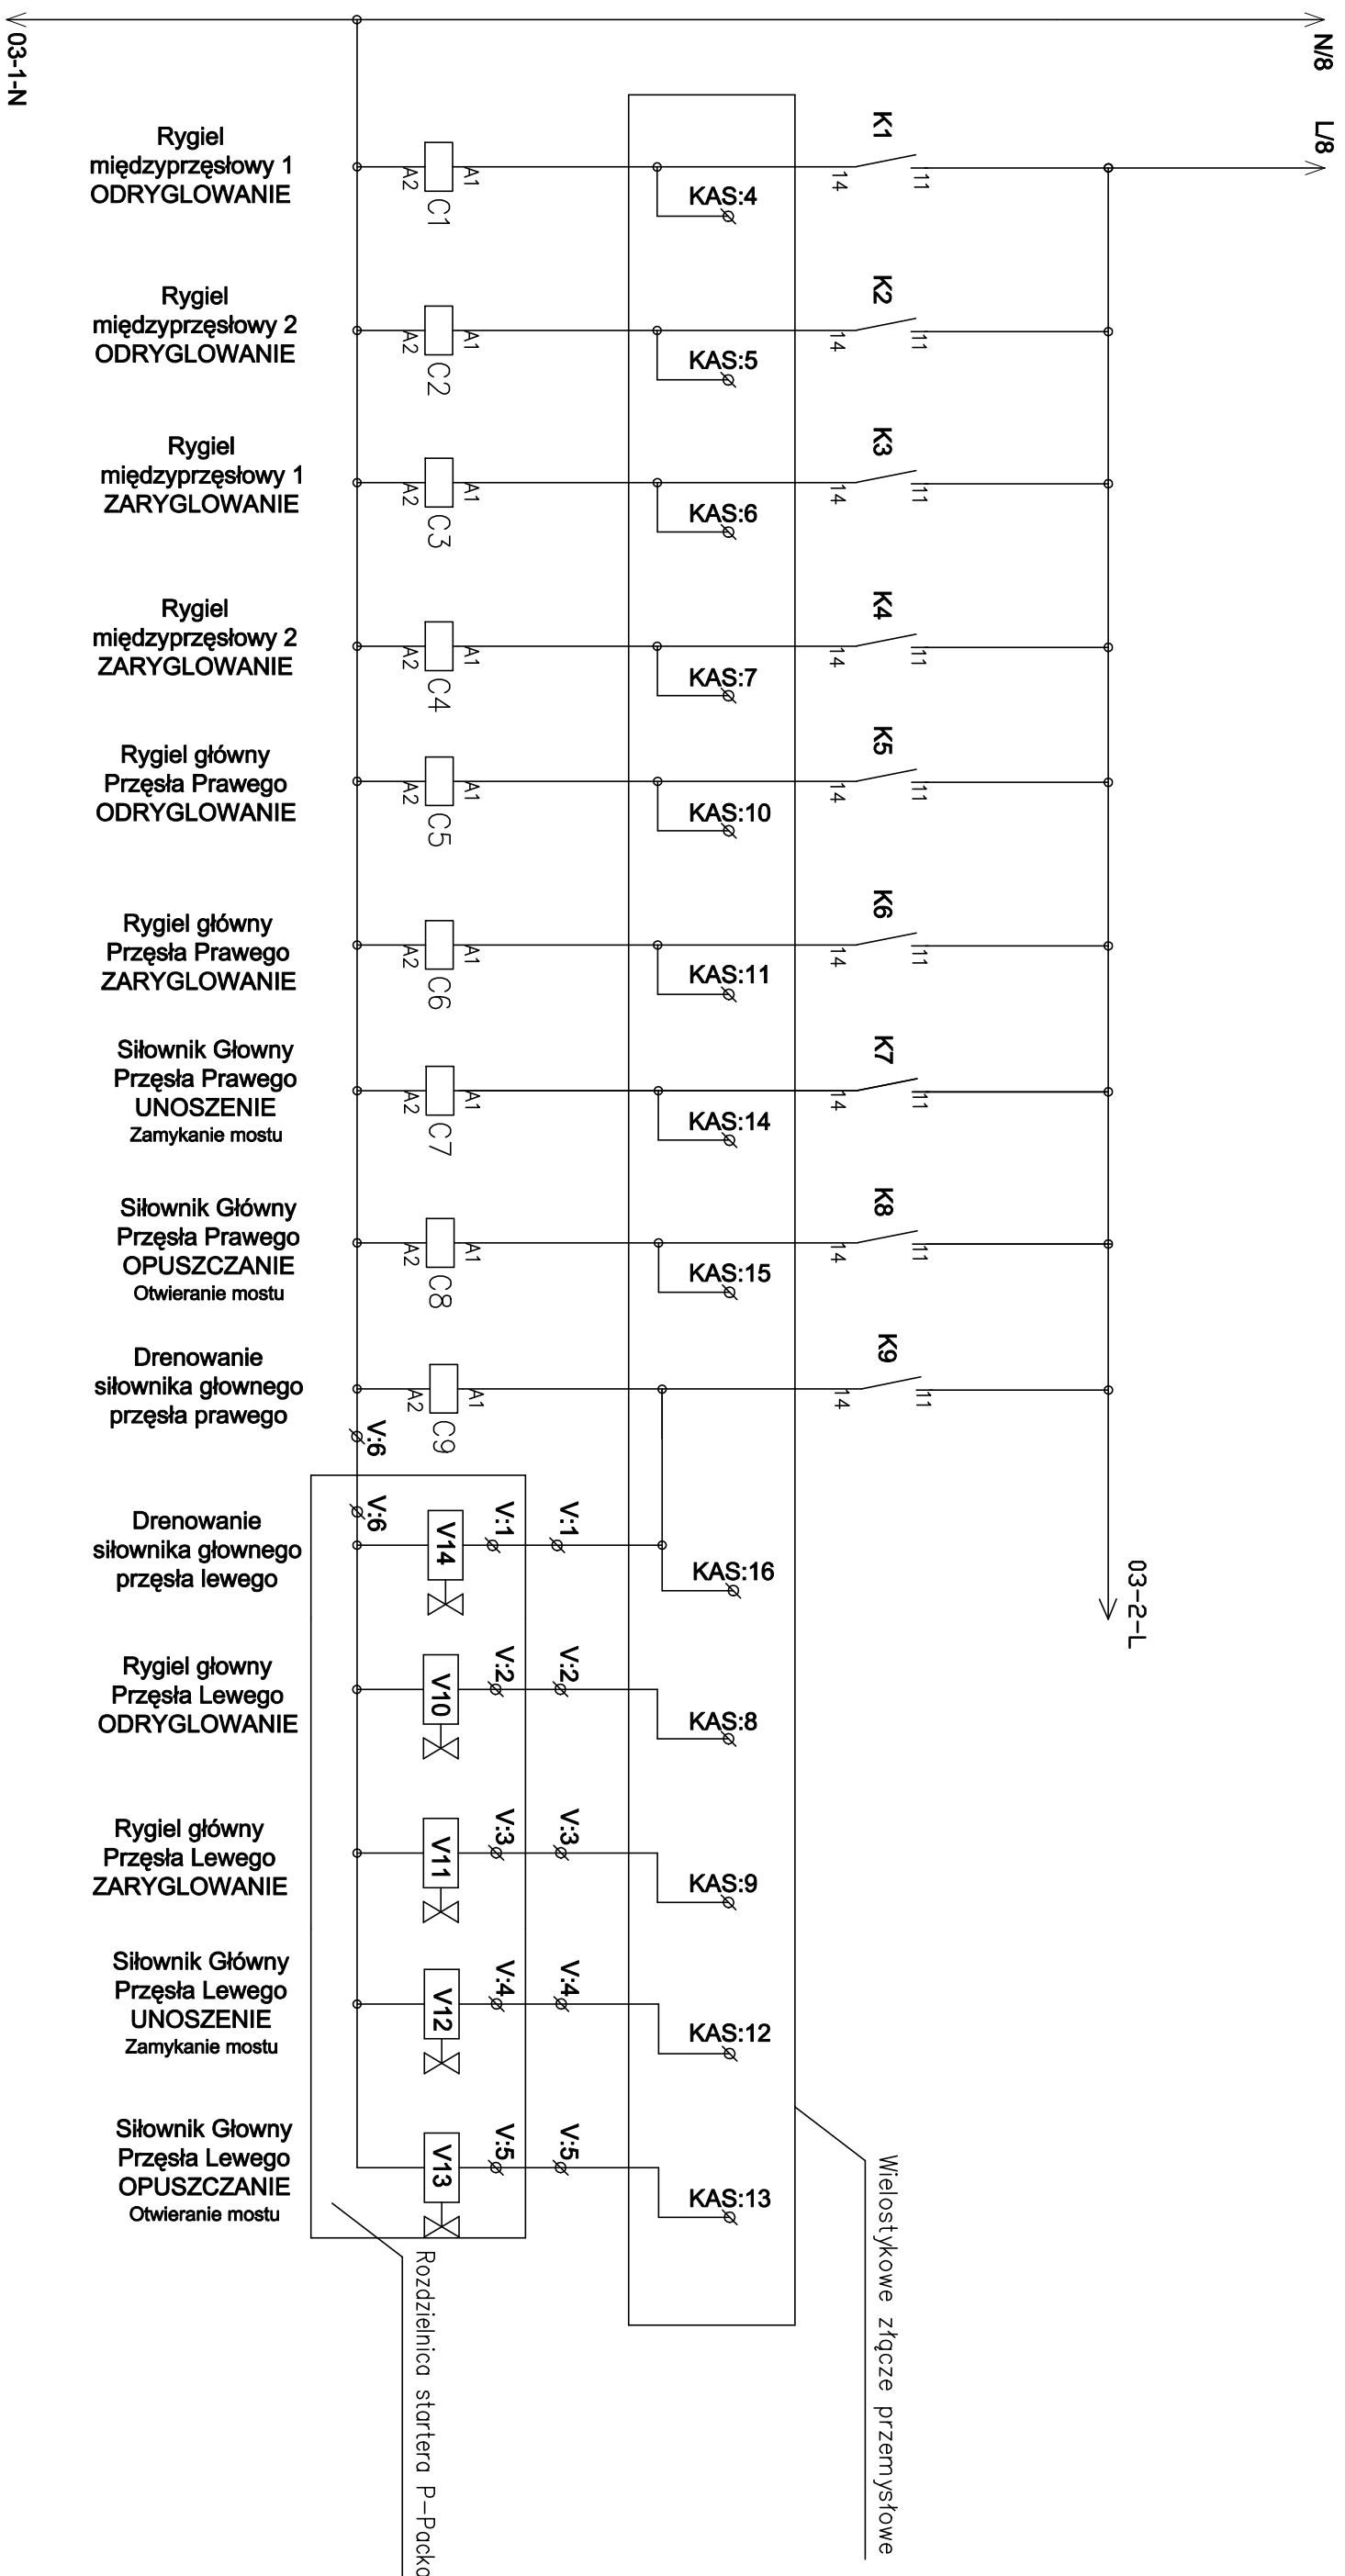 N/8
L/8
03-1-N
03-2-L
Rygiel
międzyprzęsłowy 1
ODRYGLOWANIE
A2
A1
C1
KAS:4
K1
14
11
Rygiel
międzyprzęsłowy 2
ODRYGLOWANIE
A2
A1
C2
KAS:5
K2
14
11
Rygiel
międzyprzęsłowy 1
ZARYGLOWANIE
A2
A1
C3
KAS:6
K3
14
11
Rygiel
międzyprzęsłowy 2
ZARYGLOWANIE
A2
A1
C4
KAS:7
K4
14
11
Rygiel główny
Przęsła Prawego
ODRYGLOWANIE
A2
A1
C5
KAS:10
K5
14
11
Rygiel główny
Przęsła Prawego
ZARYGLOWANIE
A2
A1
C6
KAS:11
K6
14
11
Siłownik Głowny
Przęsła Prawego
UNOSZENIE
Zamykanie mostu
A2
A1
C7
KAS:14
K7
14
11
Siłownik Główny
Przęsła Prawego
OPUSZCZANIE
Otwieranie mostu
A2
A1
C8
KAS:15
K8
14
11
Drenowanie
siłownika głownego
przęsła prawego
A2
A1
C9
K9
14
11
V:6
V:6
Drenowanie
siłownika głownego
przęsła lewego
V14
V:1
V:1
KAS:16
Rygiel głowny
Przęsła Lewego
ODRYGLOWANIE
V10
V:2
V:2
KAS:8
Rygiel główny
Przęsła Lewego
ZARYGLOWANIE
V11
V:3
V:3
KAS:9
Siłownik Główny
Przęsła Lewego
UNOSZENIE
Zamykanie mostu
V12
V:4
V:4
KAS:12
Siłownik Głowny
Przęsła Lewego
OPUSZCZANIE
Otwieranie mostu
V13
V:5
V:5
KAS:13
Wielostykowe złącze przemysłowe
Rozdzielnica startera